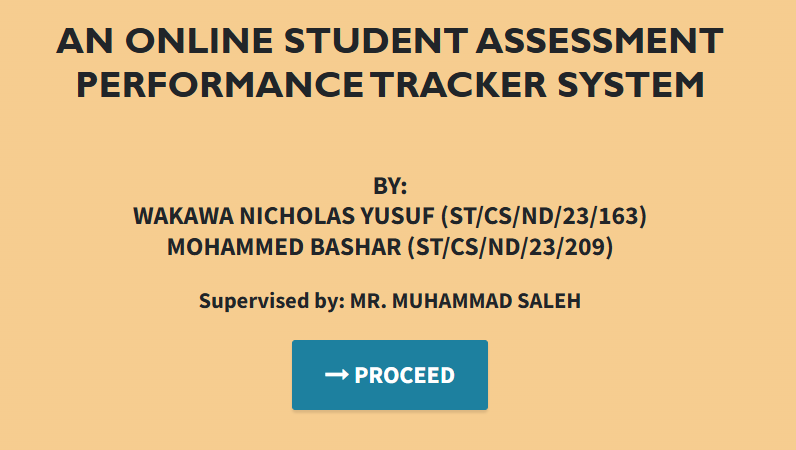 AN ONLINE STUDENT ASSESSMENT
PERFORMANCE TRACKER SYSTEM
BY:
WAKAWA NICHOLAS YUSUF (ST/CS/ND/23/163)
MOHAMMED BASHAR (ST/CS/ND/23/209)
Supervised by: MR. MUHAMMAD SALEH
→ PROCEED